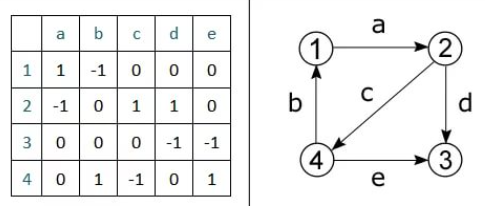 a b c d e
1 1 -1 0 0 0
2 -1 0 1 1 0
3 0 0 0 -1 -1
4 0 1 -1 0 1
a
1 2
b c d
4 3
e